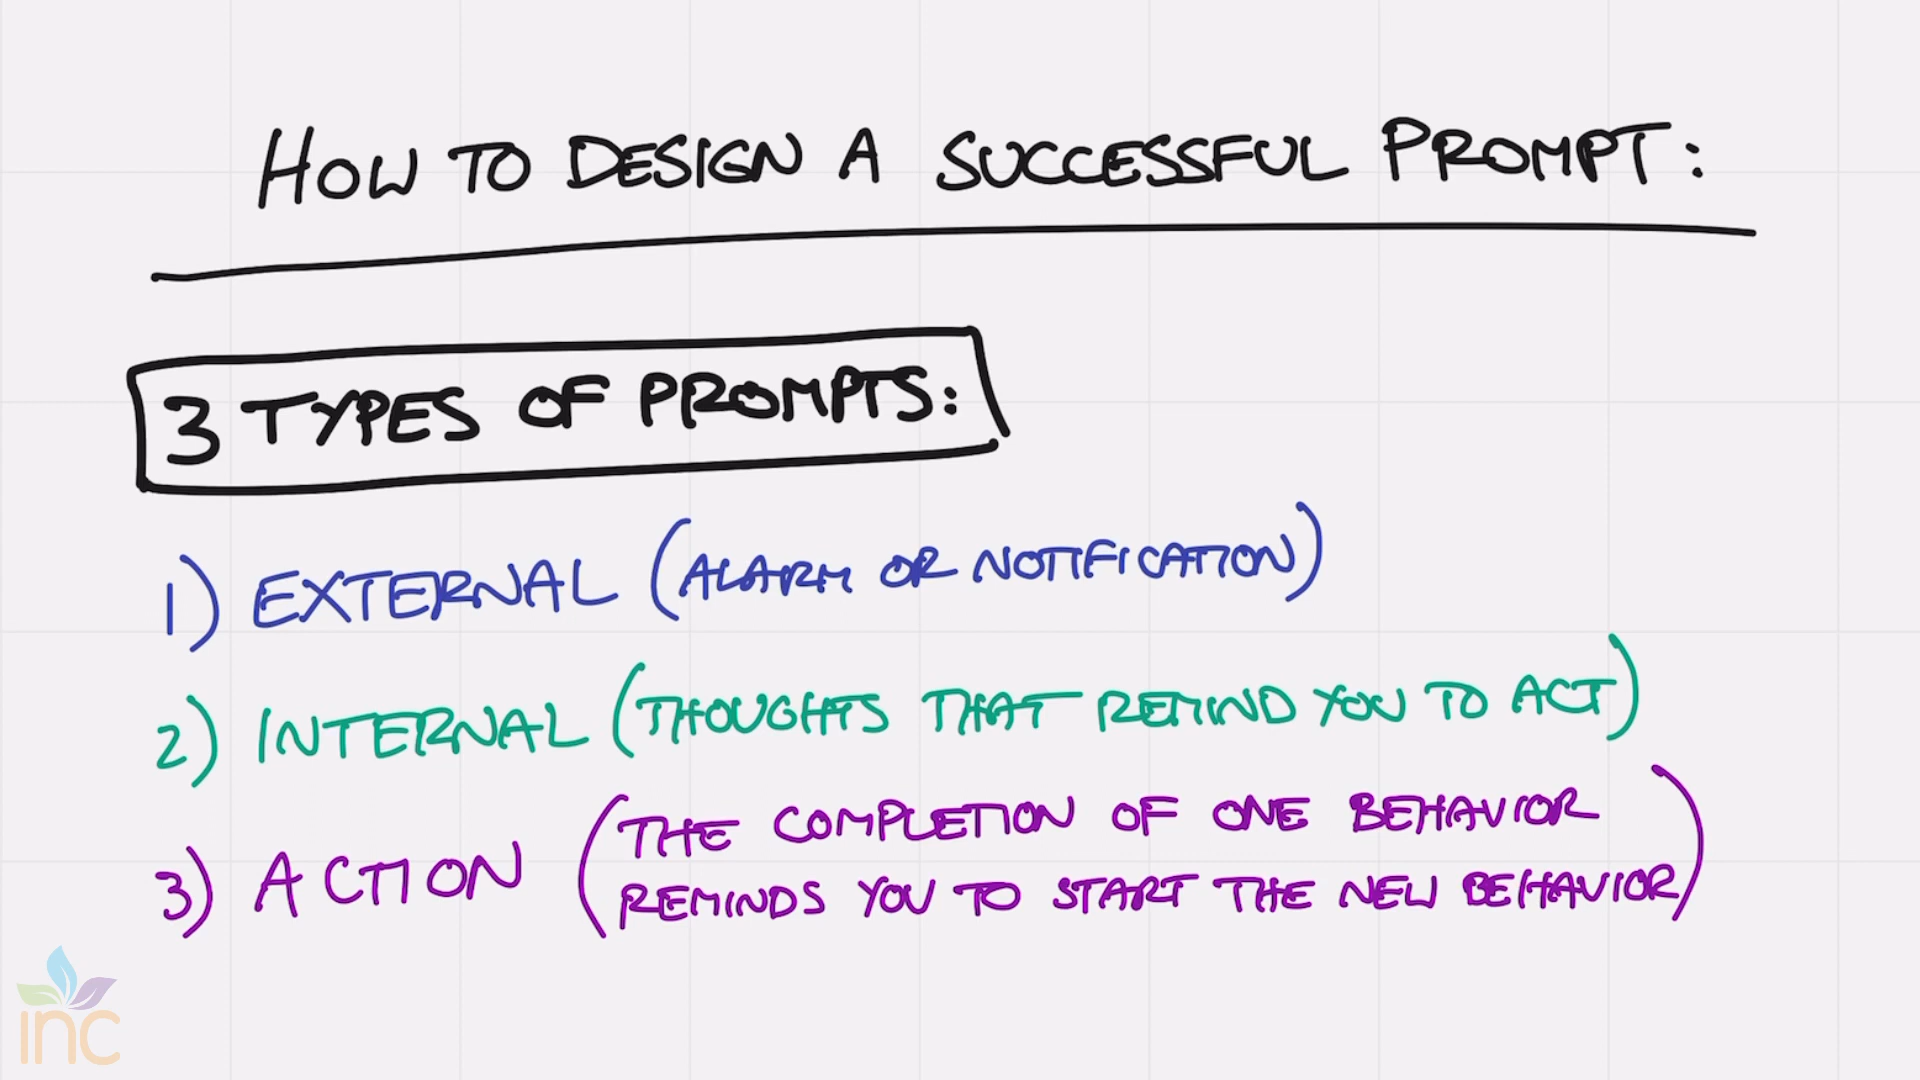 HOW TO DESIGN A SUCCESSFUL PROMPT:
3 TYPES OF PROMPTS:
1) EXTERNAL (ALARM OR NOTIFICATION)
2) INTERNAL (THOUGHTS THAT REMIND YOU TO ACT)
3) ACTION (THE COMPLETION OF ONE BEHAVIOR
REMINDS YOU TO START THE NEW BEHAVIOR)
inc